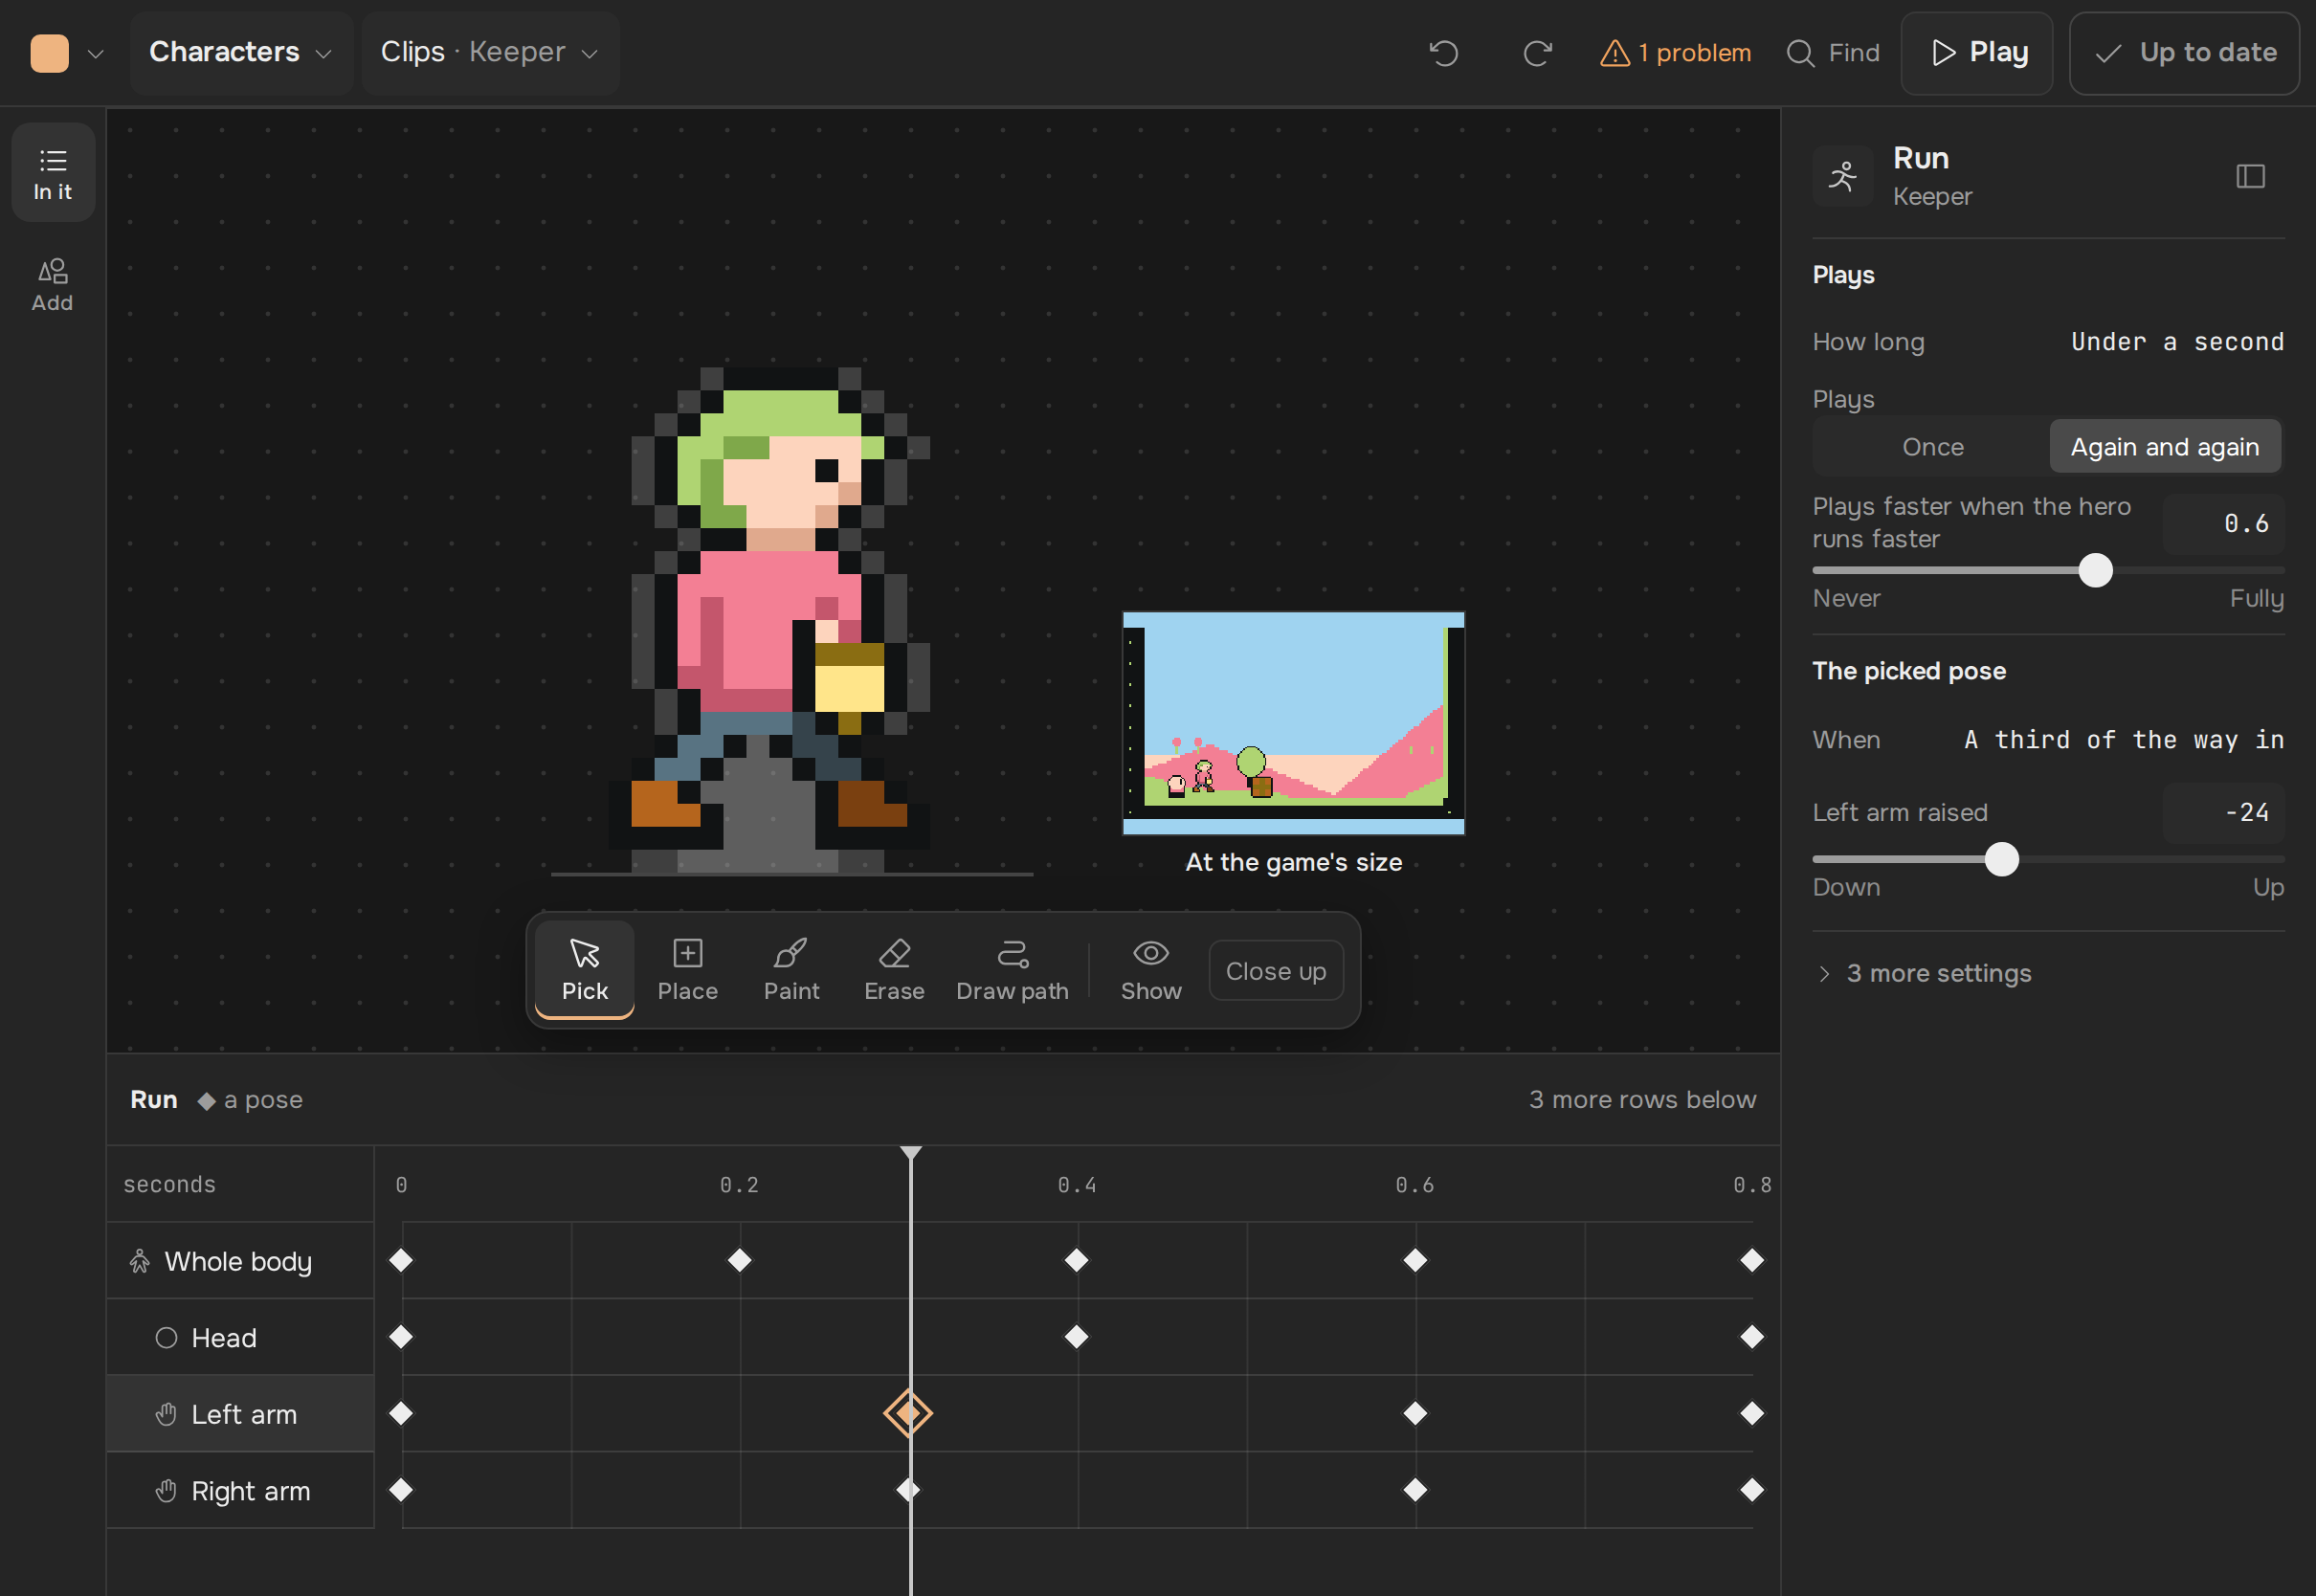 Characters
Clips · Keeper
1 problem
Find
Play
Up to date
In it
Add
Run
Keeper
Plays
How long
Under a second
Plays
Once
Again and again
Plays faster when the hero
runs faster
0.6
Never
Fully
The picked pose
When
A third of the way in
Left arm raised
-24
Down
Up
3 more settings
At the game's size
Pick
Place
Paint
Erase
Draw path
Show
Close up
Run
◆ a pose
3 more rows below
seconds
0
0.2
0.4
0.6
0.8
Whole body
Head
Left arm
Right arm